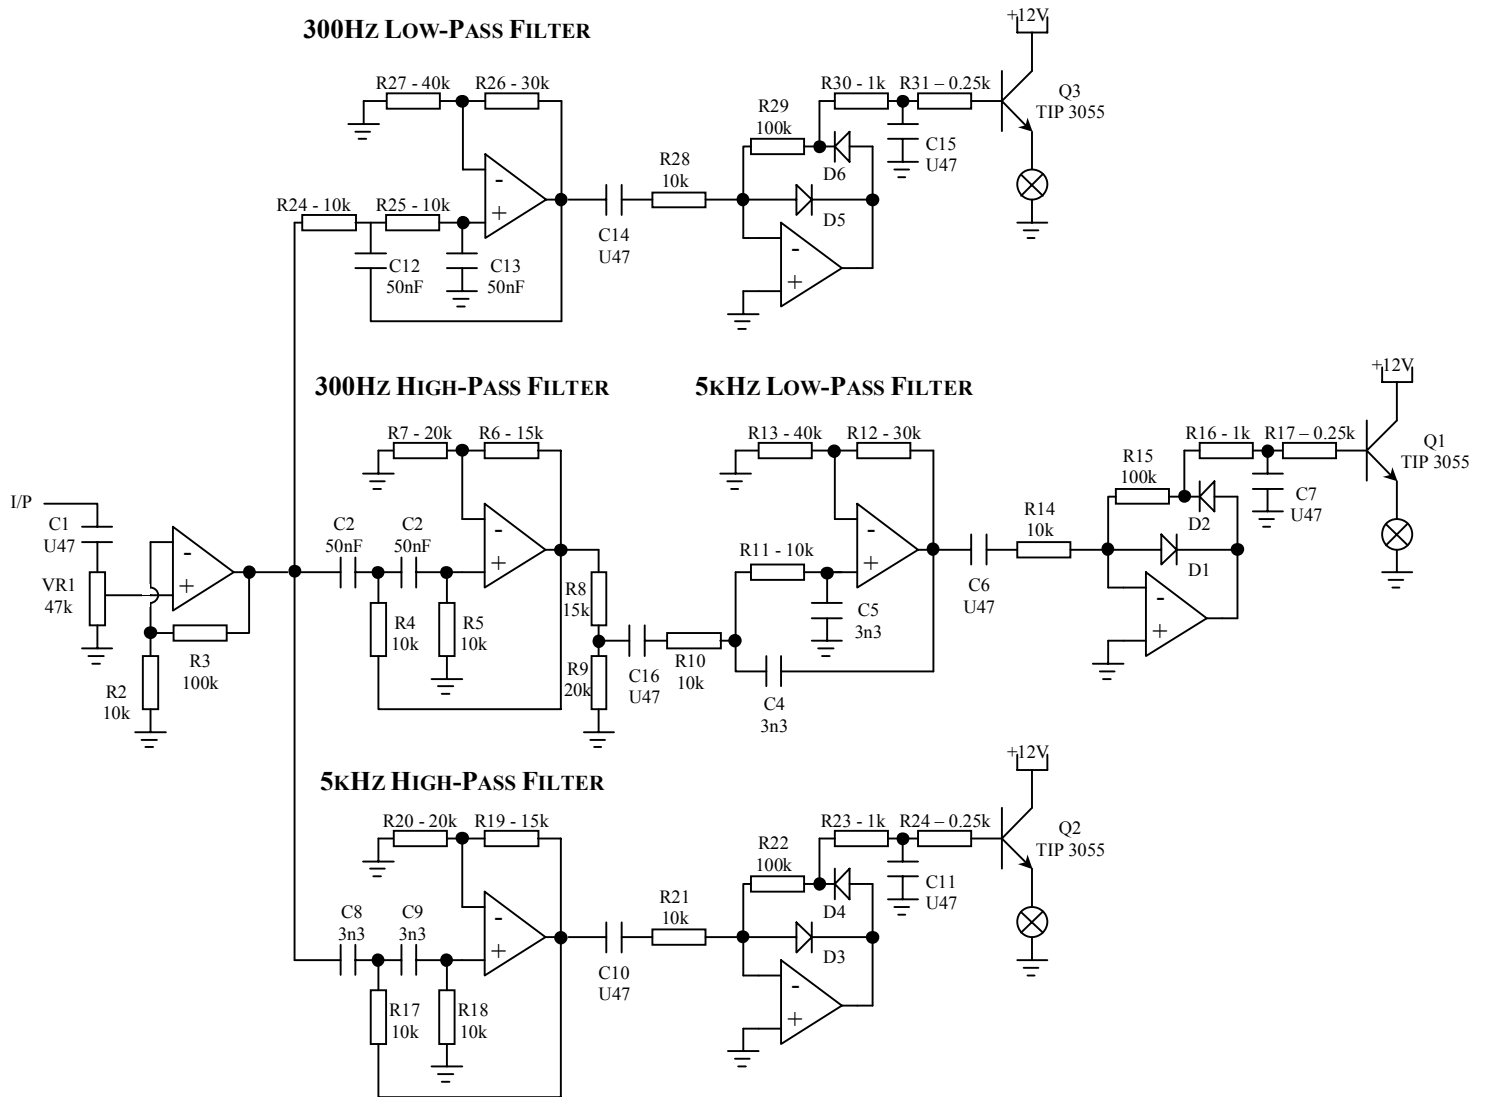 300HZ LOW-PASS FILTER
+12V
R27 - 40k
R26 - 30k
R30 - 1k
R31 – 0.25k
Q3
TIP 3055
R29
100k
C15
U47
D6
R28
10k
-
+
D5
R24 - 10k
R25 - 10k
C14
U47
C12
50nF
C13
50nF
-
+
300HZ HIGH-PASS FILTER
5KHZ LOW-PASS FILTER
+12V
R7 - 20k
R6 - 15k
R13 - 40k
R12 - 30k
R16 - 1k
R17 – 0.25k
Q1
TIP 3055
R15
100k
C7
U47
D2
I/P
C1
U47
C2
50nF
C2
50nF
-
+
-
+
R14
10k
D1
VR1
47k
-
+
R11 - 10k
C6
U47
R8
15k
C5
3n3
-
+
R4
10k
R5
10k
R3
100k
R2
10k
R9
20k
C16
U47
R10
10k
C4
3n3
5KHZ HIGH-PASS FILTER
+12V
R20 - 20k
R19 - 15k
R23 - 1k
R24 – 0.25k
Q2
TIP 3055
R22
100k
C11
U47
D4
C8
3n3
C9
3n3
-
+
R21
10k
D3
C10
U47
-
+
R17
10k
R18
10k